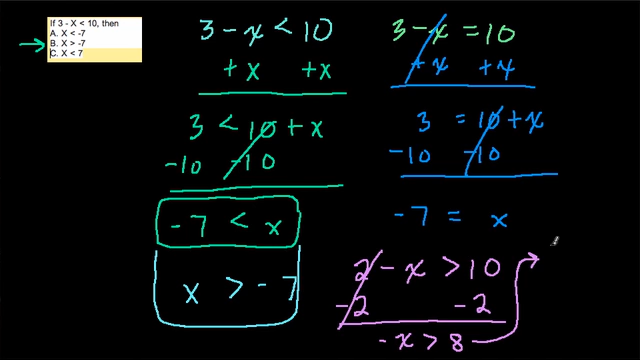 If 3 - X < 10, then
A. X < -7
B. X > -7
C. X < 7
3 - x < 10
+ x + x
3 < 10 + x
-10 -10
-7 < x
x > -7
3 - x = 10
+ x + x
3 = 10 + x
-10 -10
-7 = x
2 - x > 10
-2 -2
-x > 8